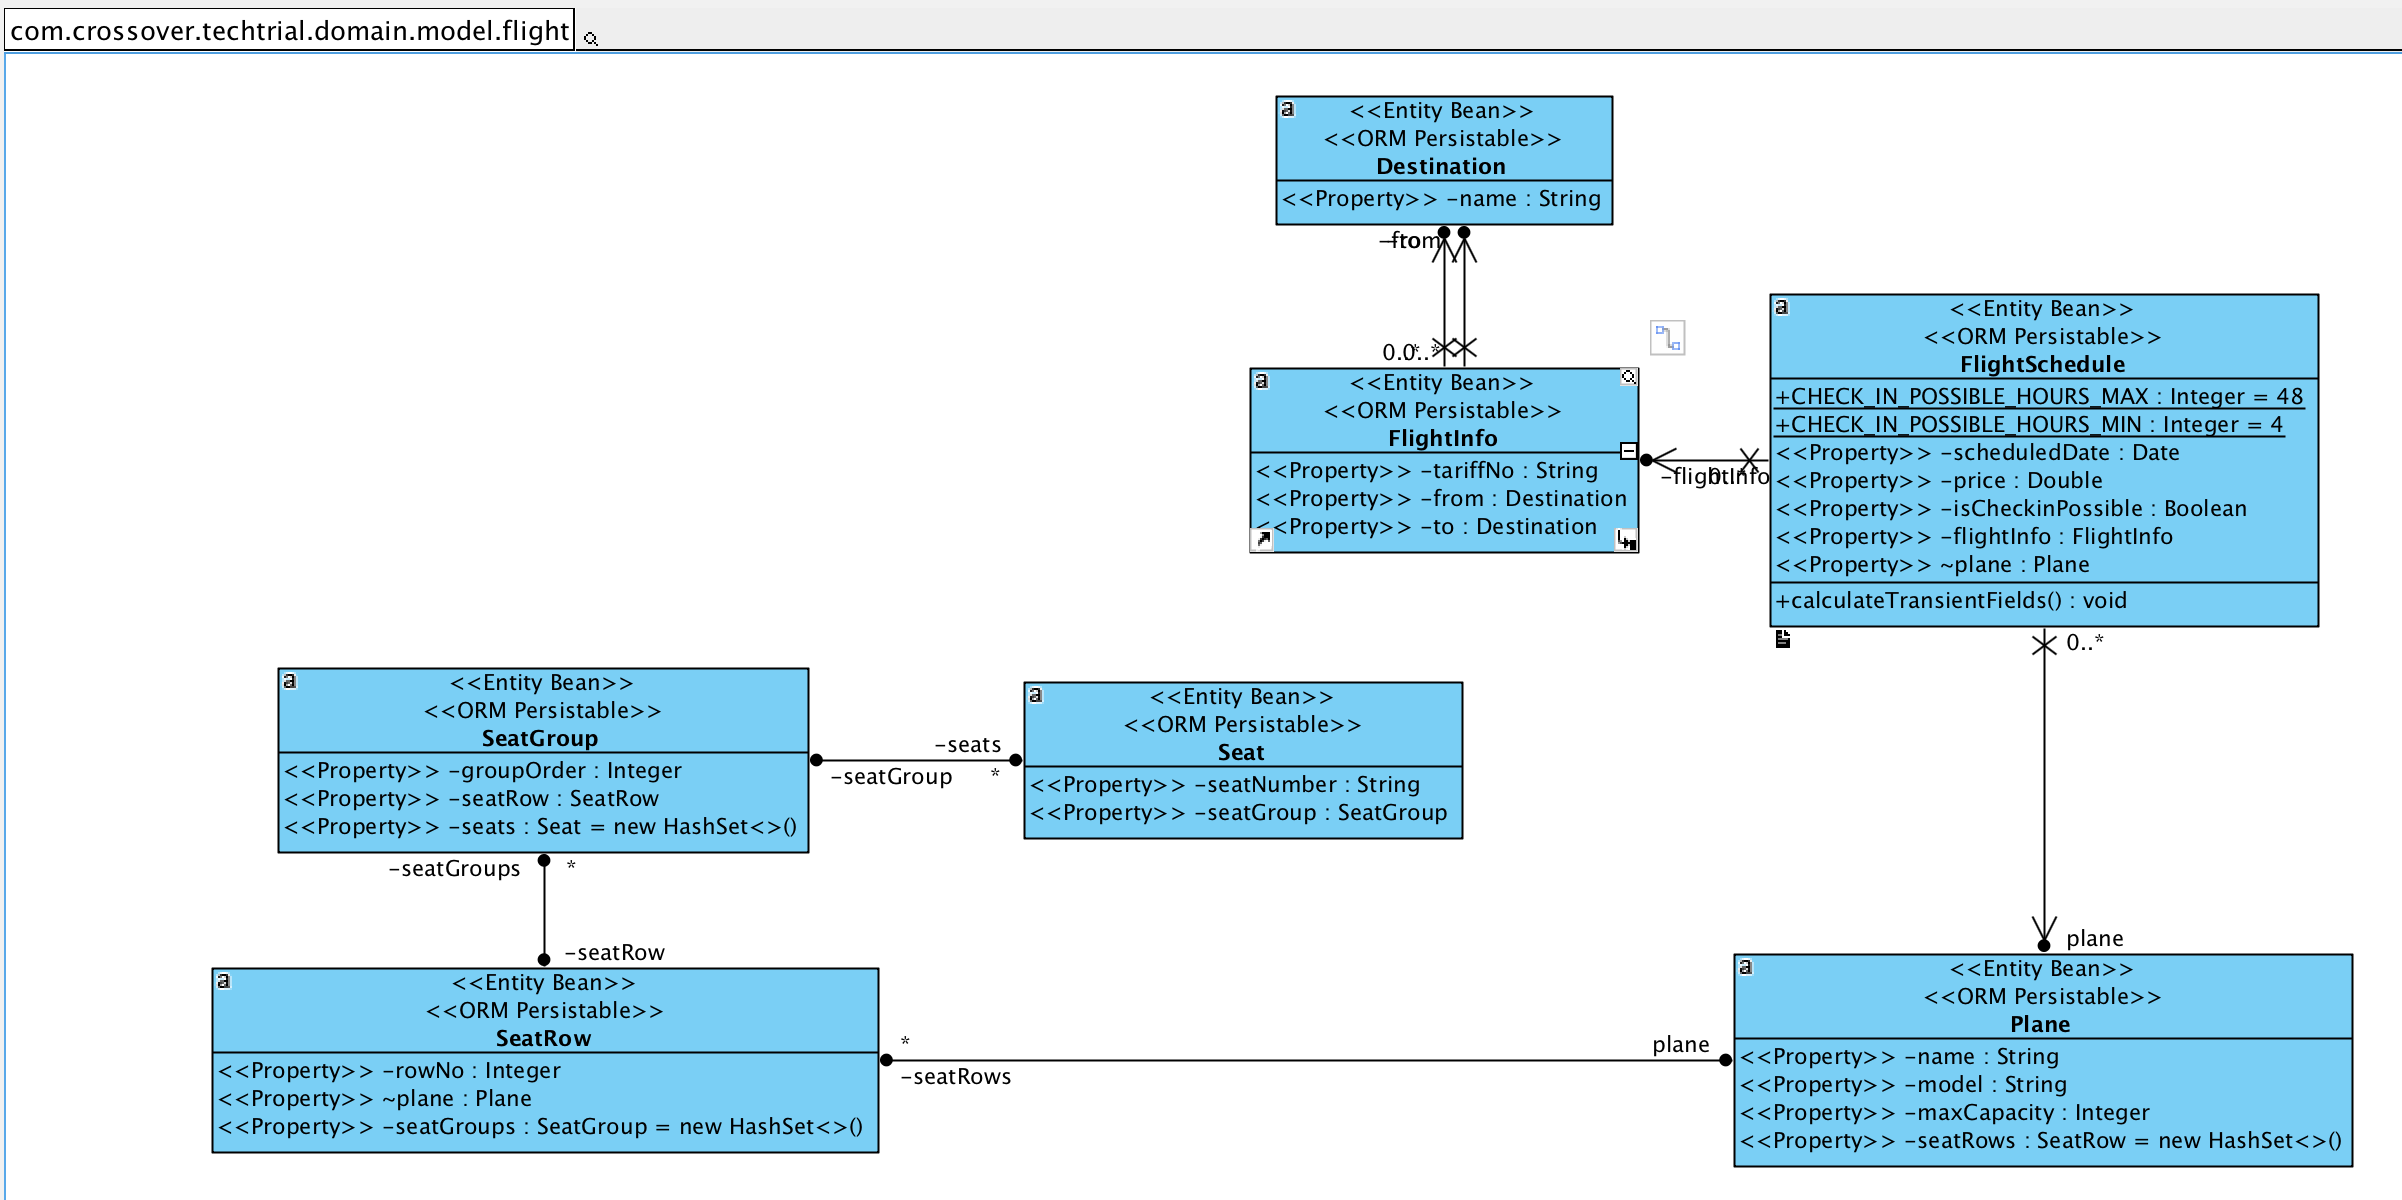 com.crossover.techtrial.domain.model.flight
<<Entity Bean>>
<<ORM Persistable>>
Destination
<<Property>> -name : String
-from
-to
0..*
0..*
<<Entity Bean>>
<<ORM Persistable>>
FlightInfo
<<Property>> -tariffNo : String
<<Property>> -from : Destination
<<Property>> -to : Destination
-flightInfo
0..*
<<Entity Bean>>
<<ORM Persistable>>
FlightSchedule
+CHECK_IN_POSSIBLE_HOURS_MAX : Integer = 48
+CHECK_IN_POSSIBLE_HOURS_MIN : Integer = 4
<<Property>> -scheduledDate : Date
<<Property>> -price : Double
<<Property>> -isCheckinPossible : Boolean
<<Property>> -flightInfo : FlightInfo
<<Property>> ~plane : Plane
+calculateTransientFields() : void
0..*
plane
<<Entity Bean>>
<<ORM Persistable>>
SeatGroup
<<Property>> -groupOrder : Integer
<<Property>> -seatRow : SeatRow
<<Property>> -seats : Seat = new HashSet<>()
-seats
-seatGroup
*
<<Entity Bean>>
<<ORM Persistable>>
Seat
<<Property>> -seatNumber : String
<<Property>> -seatGroup : SeatGroup
-seatGroups
*
-seatRow
<<Entity Bean>>
<<ORM Persistable>>
SeatRow
<<Property>> -rowNo : Integer
<<Property>> ~plane : Plane
<<Property>> -seatGroups : SeatGroup = new HashSet<>()
*
-seatRows
plane
<<Entity Bean>>
<<ORM Persistable>>
Plane
<<Property>> -name : String
<<Property>> -model : String
<<Property>> -maxCapacity : Integer
<<Property>> -seatRows : SeatRow = new HashSet<>()